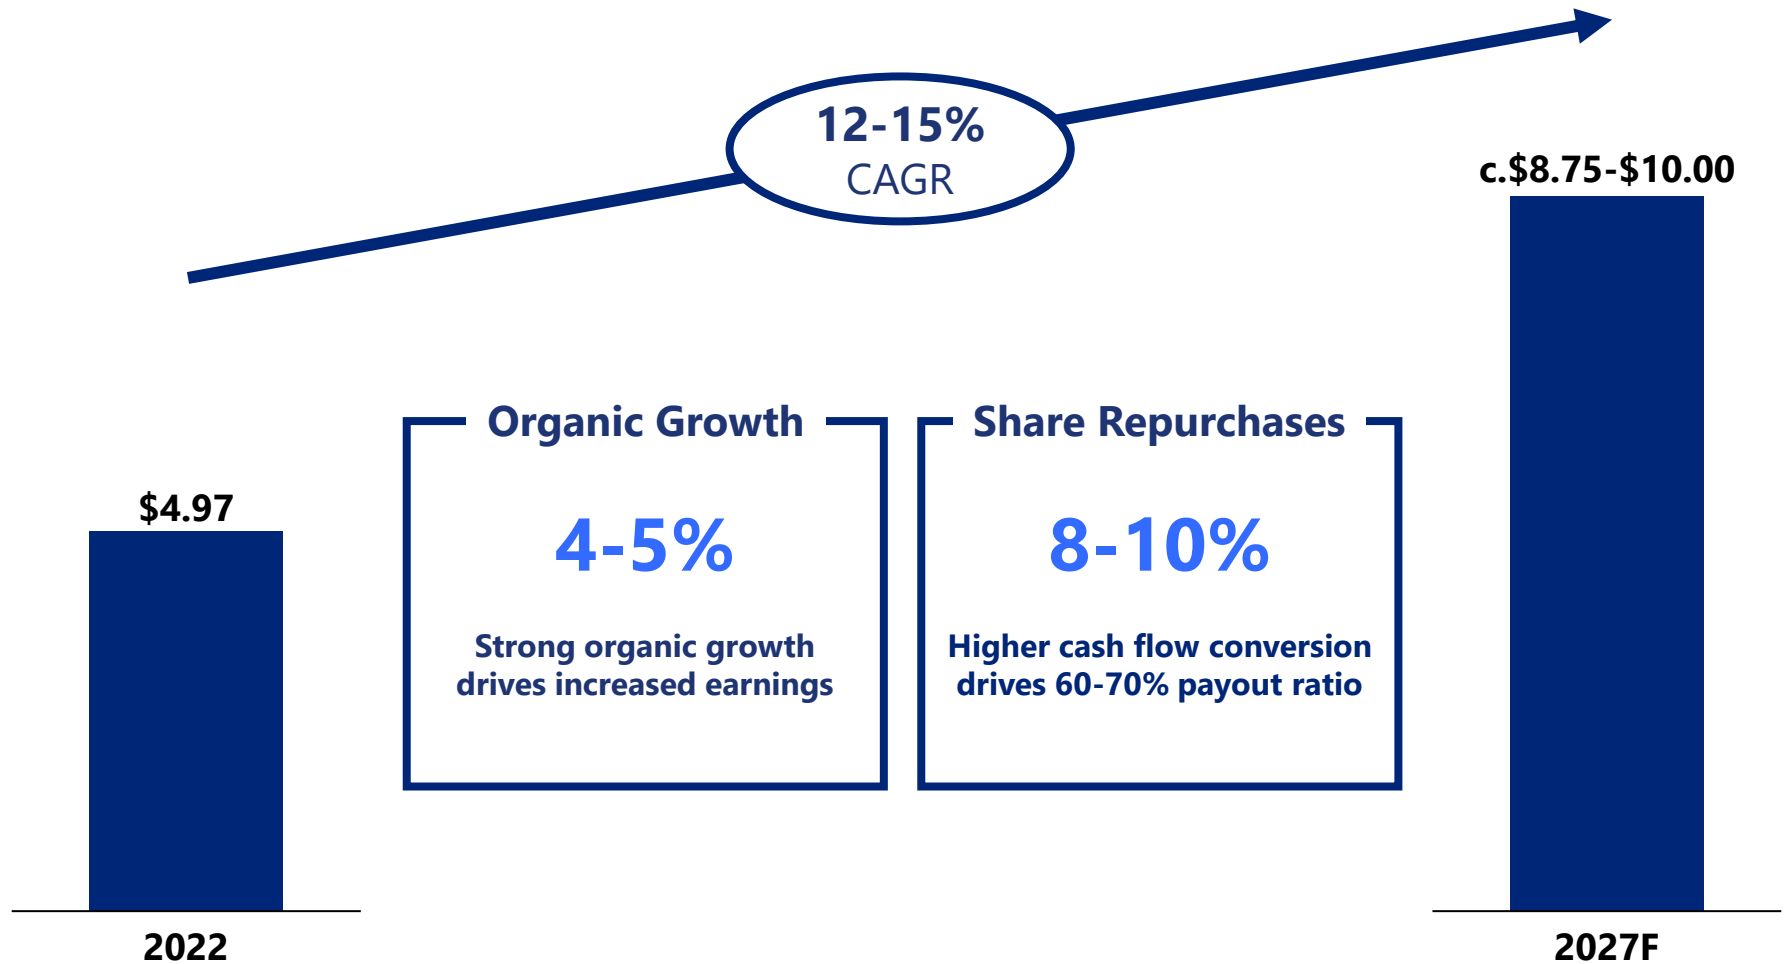 12-15%
CAGR
c.$8.75-$10.00
$4.97
Organic Growth
4-5%
Strong organic growth
drives increased earnings
Share Repurchases
8-10%
Higher cash flow conversion
drives 60-70% payout ratio
2022
2027F